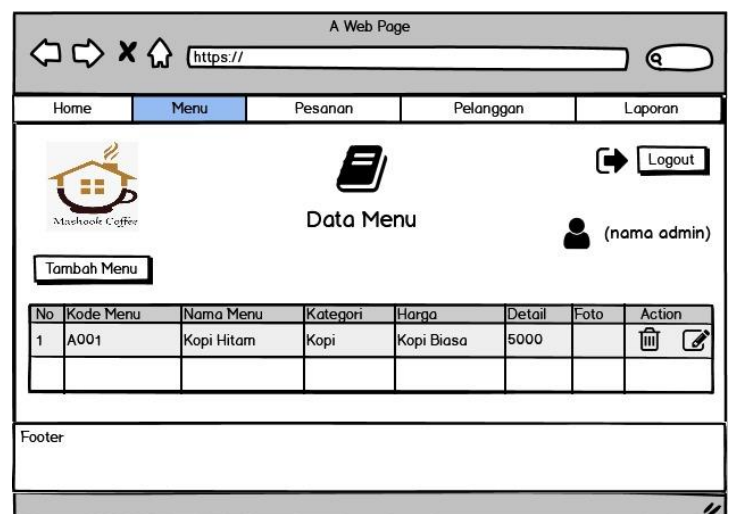 A Web Page
https://
Home Menu Pesanan Pelanggan Laporan
Mashook Coffee
Logout
Data Menu
(nama admin)
Tambah Menu
No Kode Menu Nama Menu Kategori Harga Detail Foto Action
1 A001 Kopi Hitam Kopi Kopi Biasa 5000
Footer